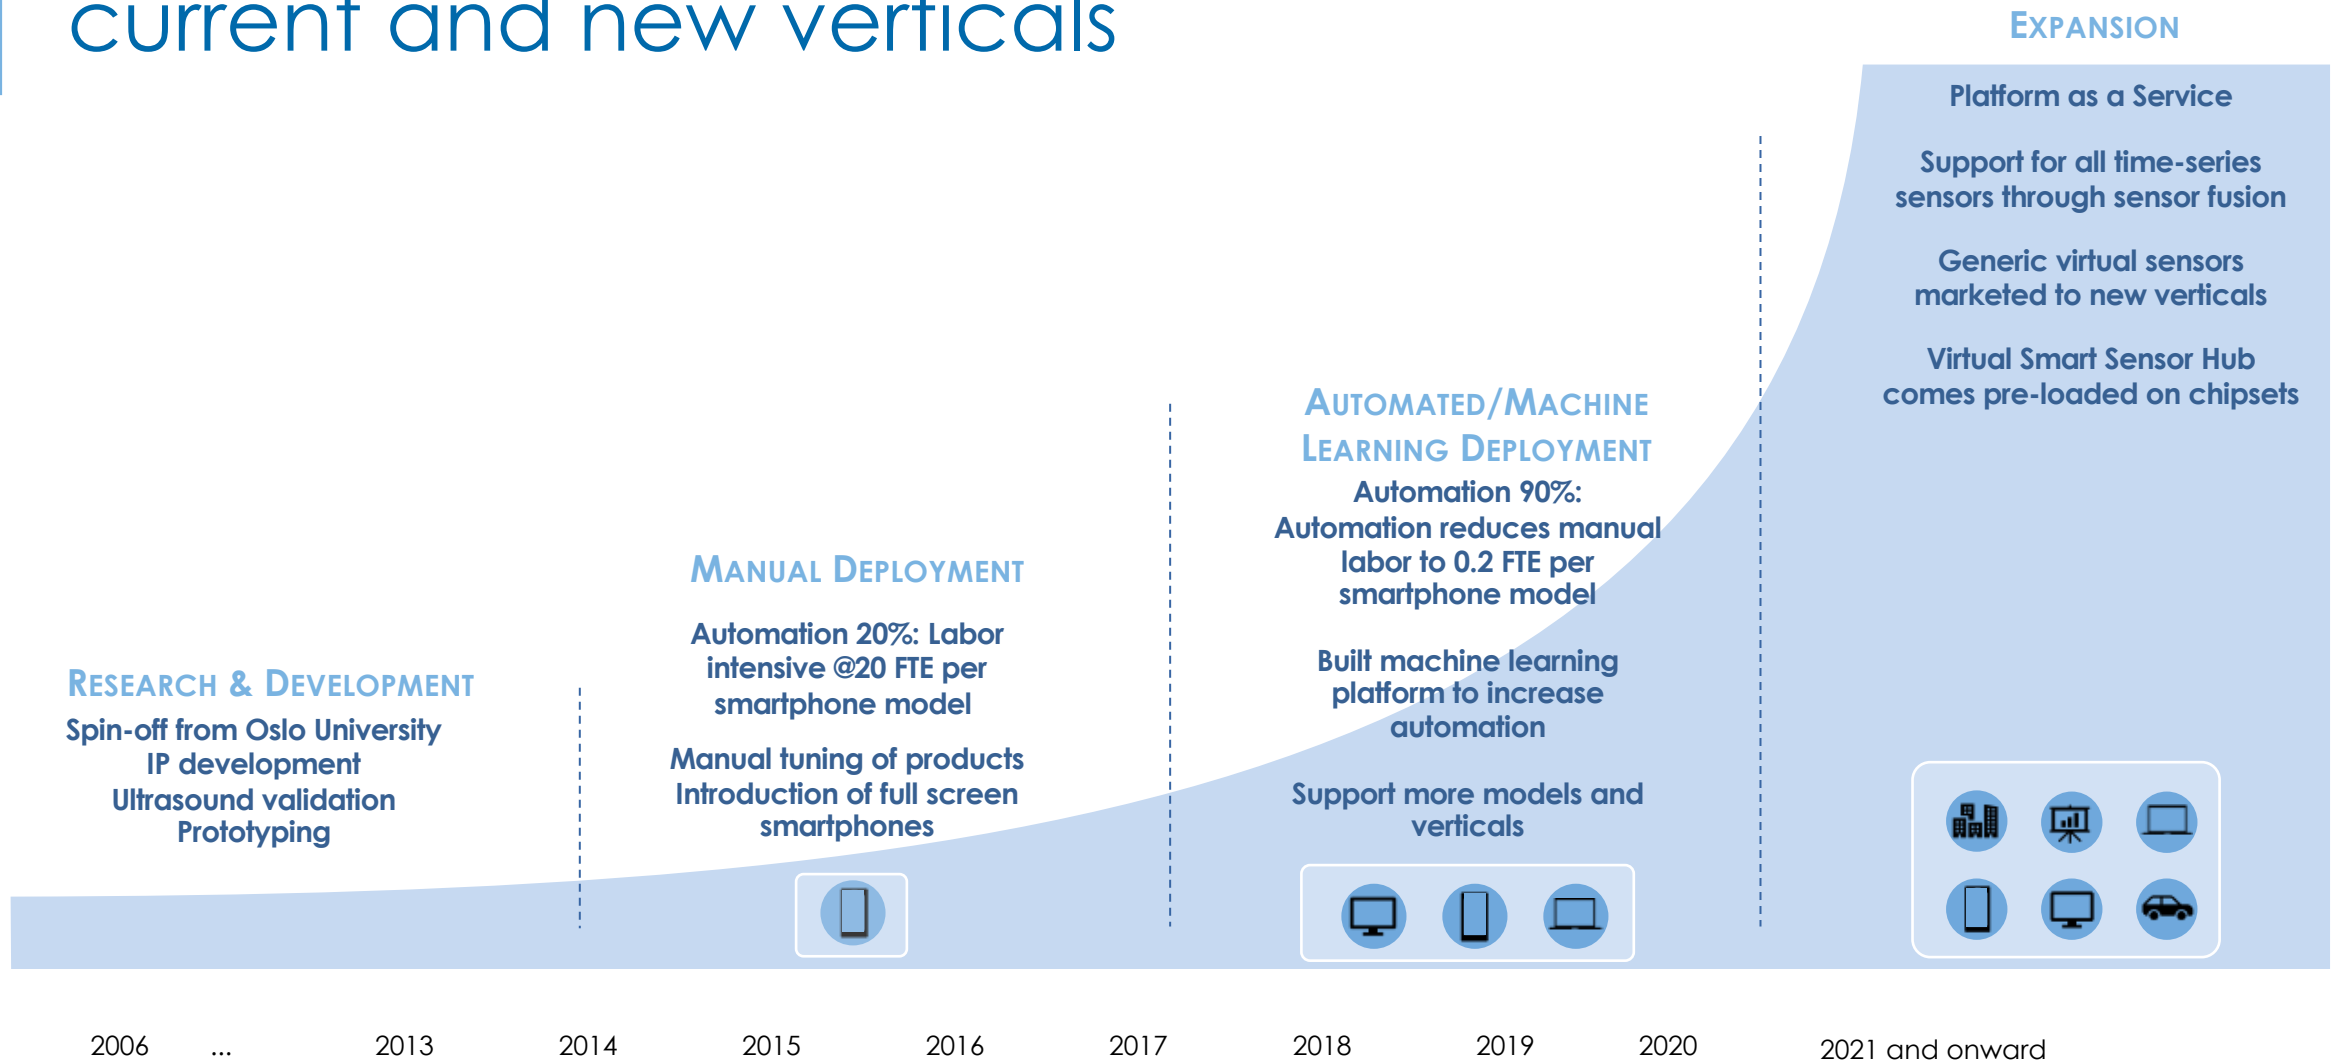 current and new verticals
EXPANSION
Platform as a Service
Support for all time-series
sensors through sensor fusion
Generic virtual sensors
marketed to new verticals
Virtual Smart Sensor Hub
comes pre-loaded on chipsets
AUTOMATED/MACHINE
LEARNING DEPLOYMENT
Automation 90%:
Automation reduces manual
labor to 0.2 FTE per
smartphone model
Built machine learning
platform to increase
automation
Support more models and
verticals
MANUAL DEPLOYMENT
Automation 20%: Labor
intensive @20 FTE per
smartphone model
Manual tuning of products
Introduction of full screen
smartphones
RESEARCH & DEVELOPMENT
Spin-off from Oslo University
IP development
Ultrasound validation
Prototyping
2006 ... 2013 2014 2015 2016 2017 2018 2019 2020 2021 and onward